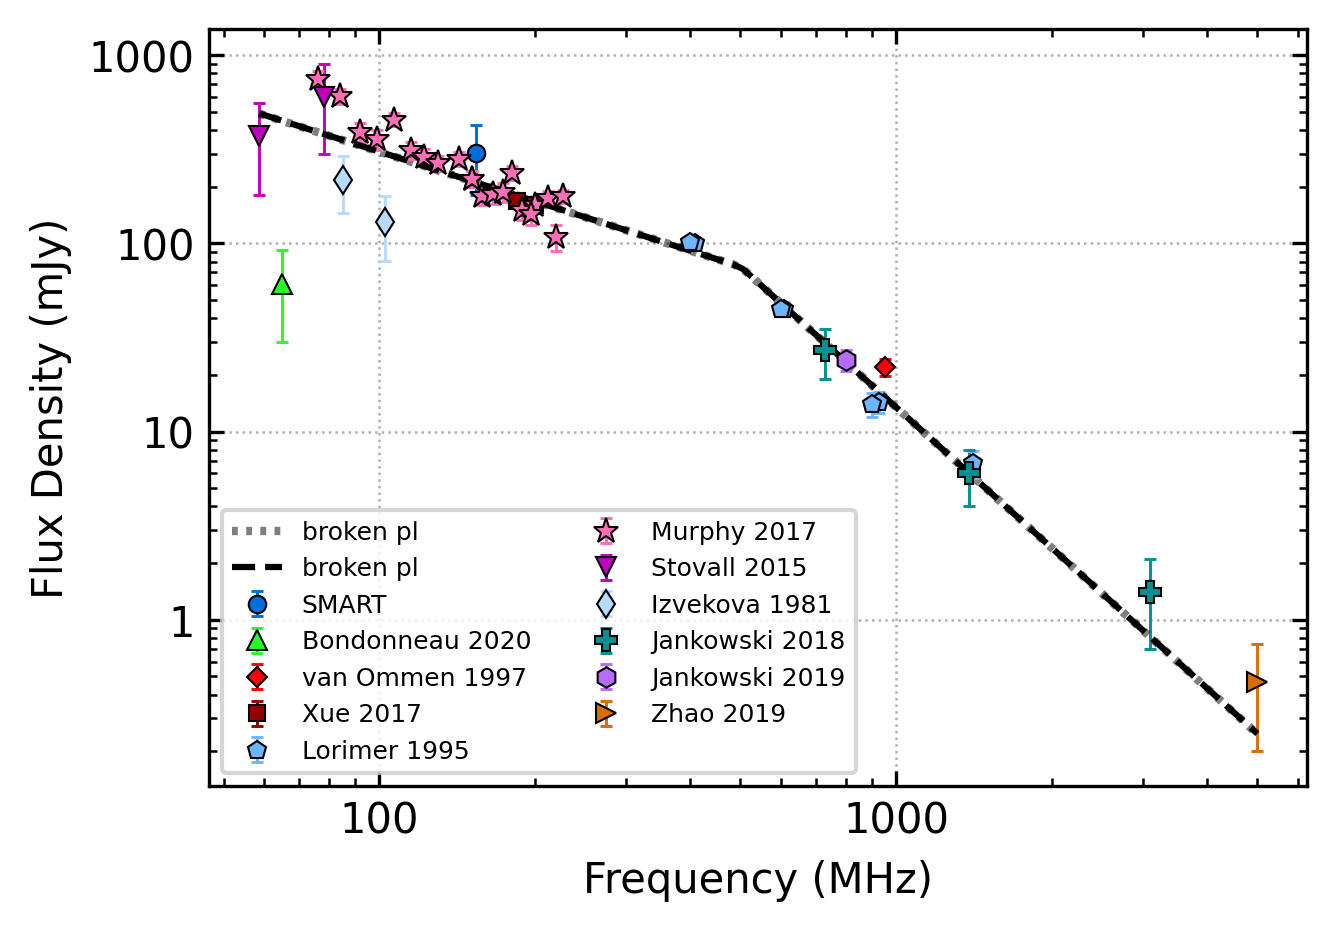 1000
100
10
1
Flux Density (mJy)
broken pl
broken pl
SMART
Bondonneau 2020
van Ommen 1997
Xue 2017
Lorimer 1995
Murphy 2017
Stovall 2015
Izvekova 1981
Jankowski 2018
Jankowski 2019
Zhao 2019
100
1000
Frequency (MHz)